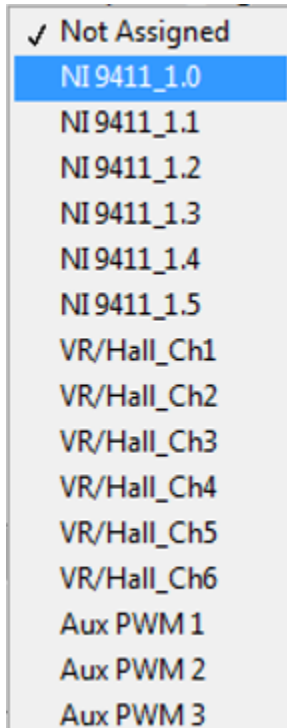 ✓ Not Assigned
NI 9411_1.0
NI 9411_1.1
NI 9411_1.2
NI 9411_1.3
NI 9411_1.4
NI 9411_1.5
VR/Hall_Ch1
VR/Hall_Ch2
VR/Hall_Ch3
VR/Hall_Ch4
VR/Hall_Ch5
VR/Hall_Ch6
Aux PWM 1
Aux PWM 2
Aux PWM 3